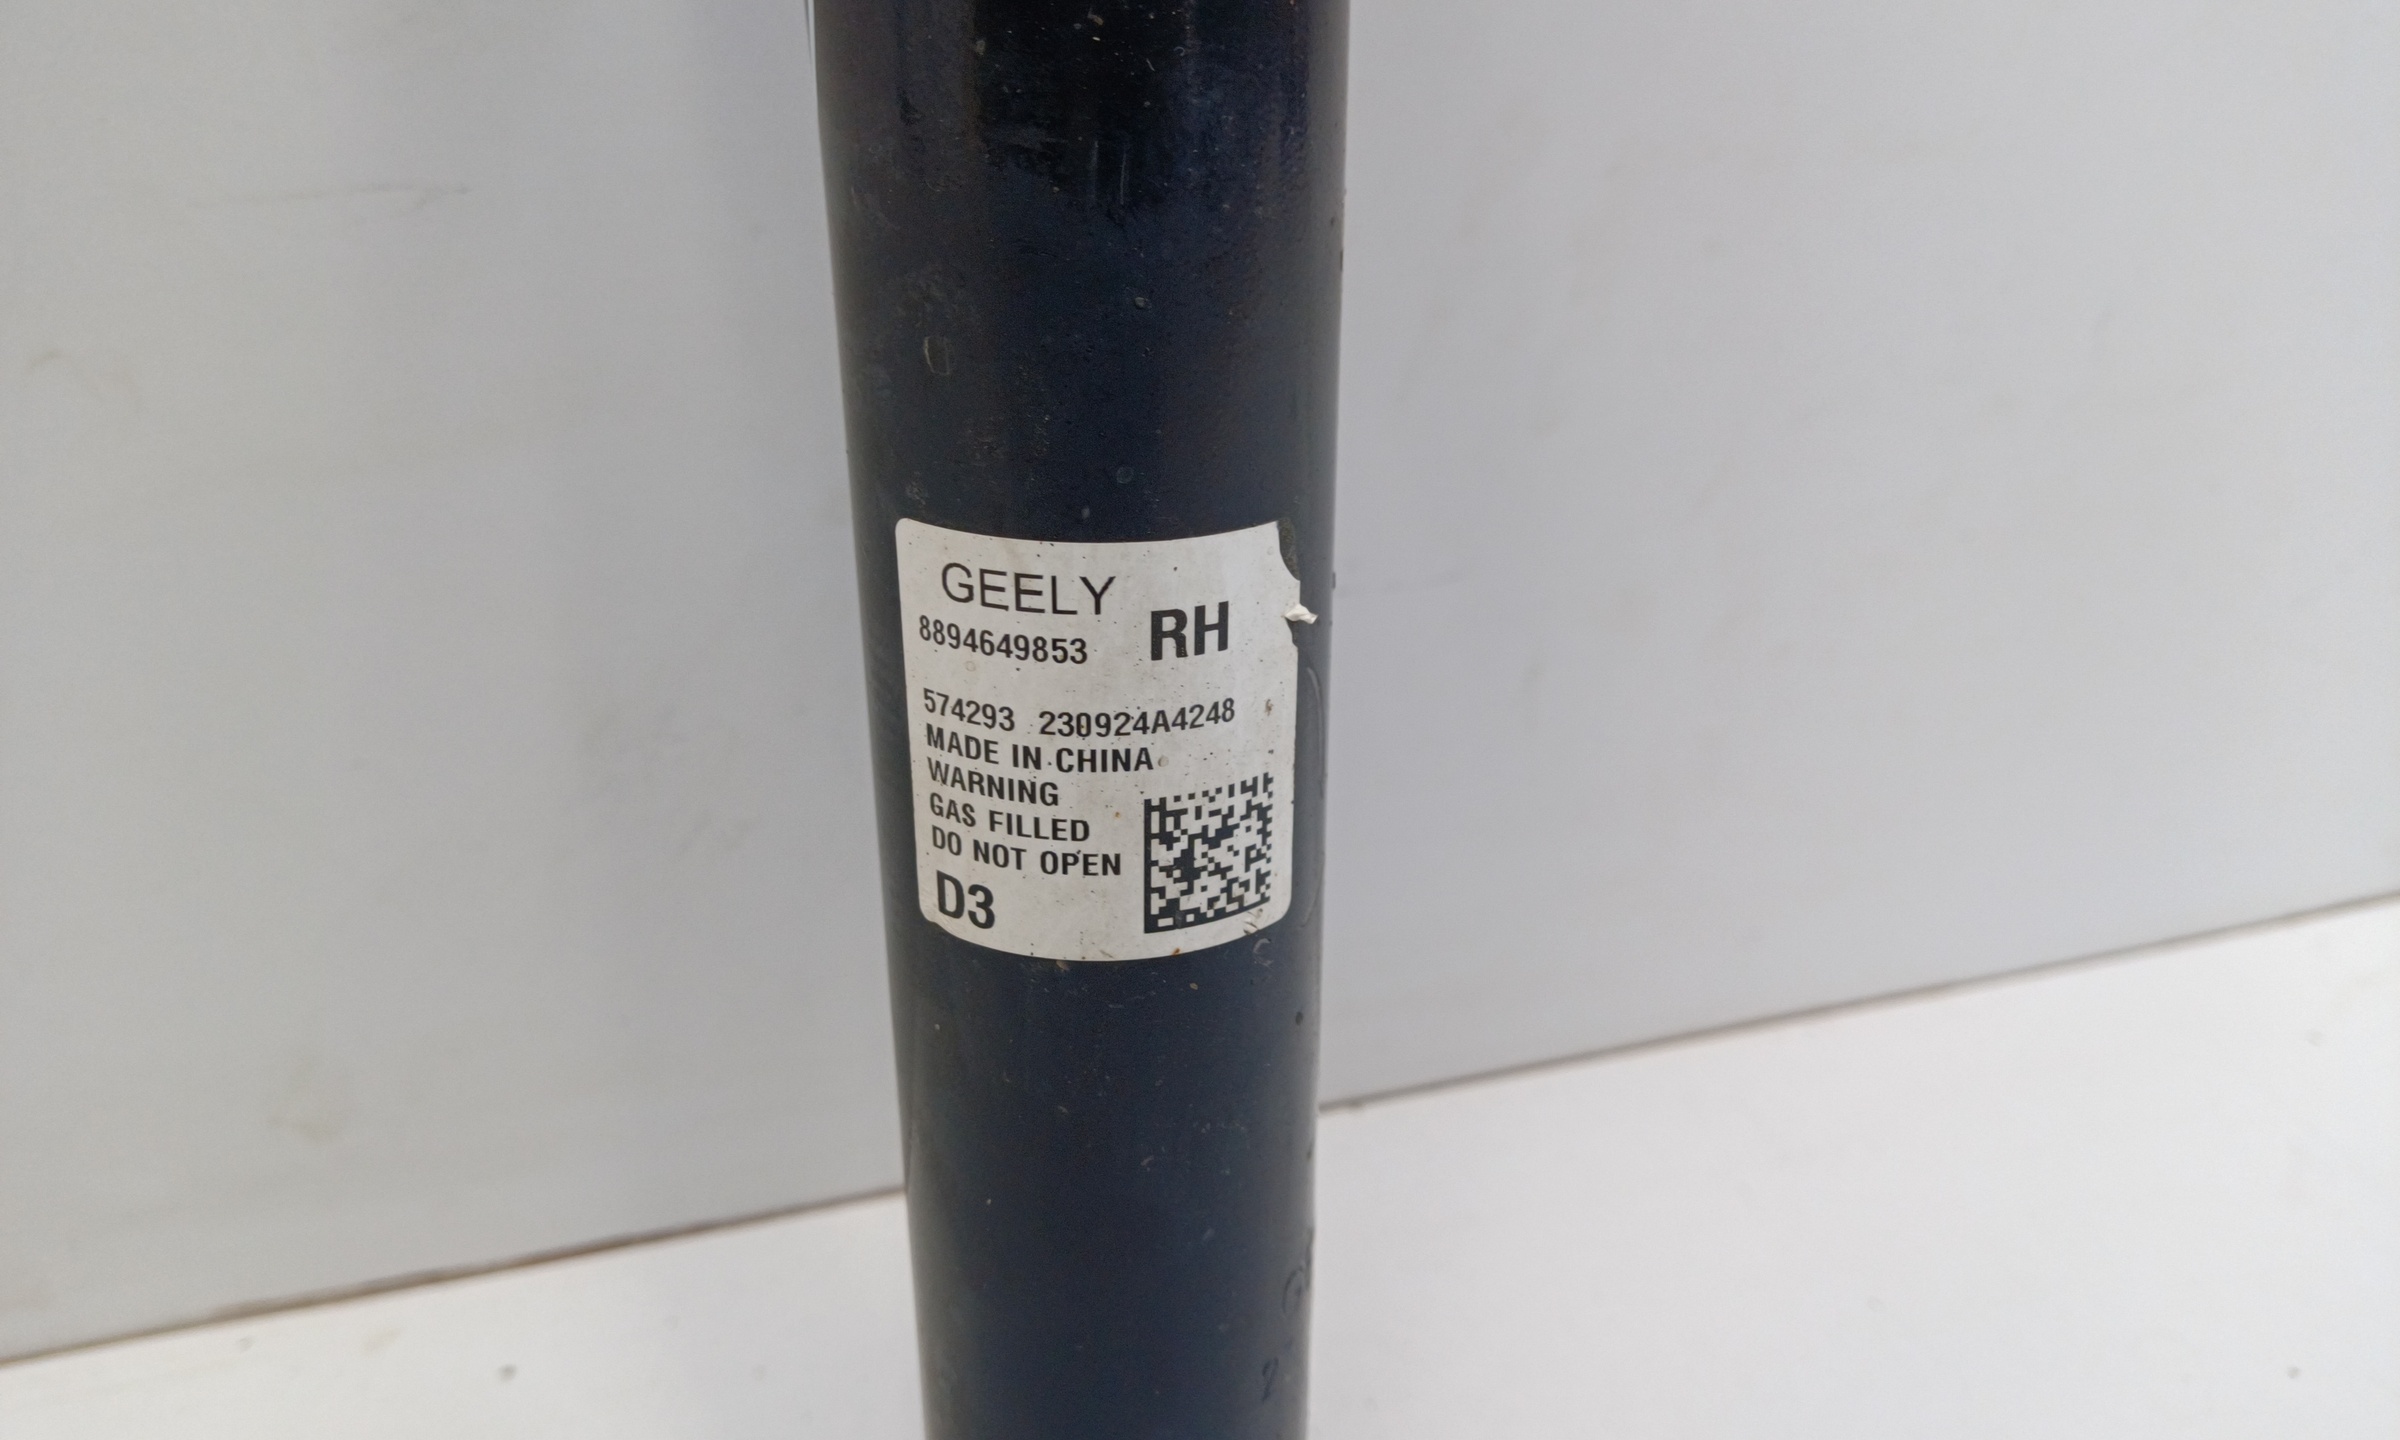 GEELY
8894649853 RH
574293 230924A4248
MADE IN CHINA
WARNING
GAS FILLED
DO NOT OPEN
D3